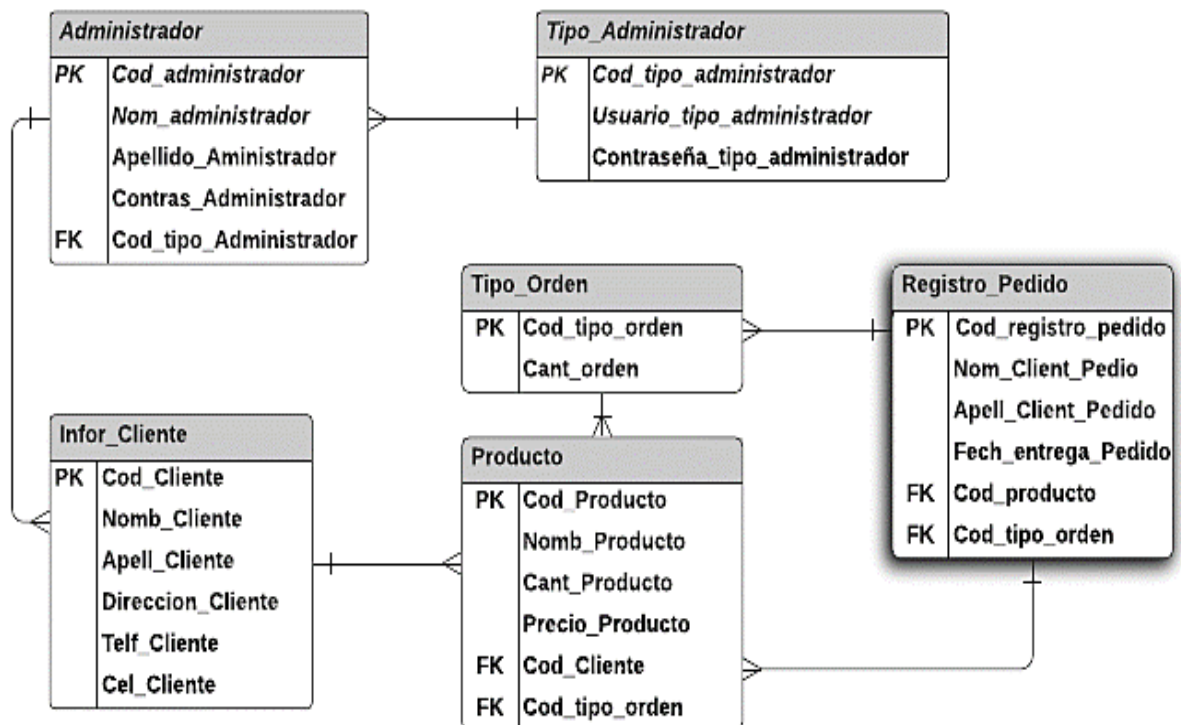 Administrador
PK Cod_administrador
Nom_administrador
Apellido_Aministrador
Contras_Administrador
FK Cod_tipo_Administrador
Tipo_Administrador
PK Cod_tipo_administrador
Usuario_tipo_administrador
Contraseña_tipo_administrador
Tipo_Orden
PK Cod_tipo_orden
Cant_orden
Registro_Pedido
PK Cod_registro_pedido
Nom_Client_Pedio
Apell_Client_Pedido
Fech_entrega_Pedido
FK Cod_producto
FK Cod_tipo_orden
Infor_Cliente
PK Cod_Cliente
Nomb_Cliente
Apell_Cliente
Direccion_Cliente
Telf_Cliente
Cel_Cliente
Producto
PK Cod_Producto
Nomb_Producto
Cant_Producto
Precio_Producto
FK Cod_Cliente
FK Cod_tipo_orden